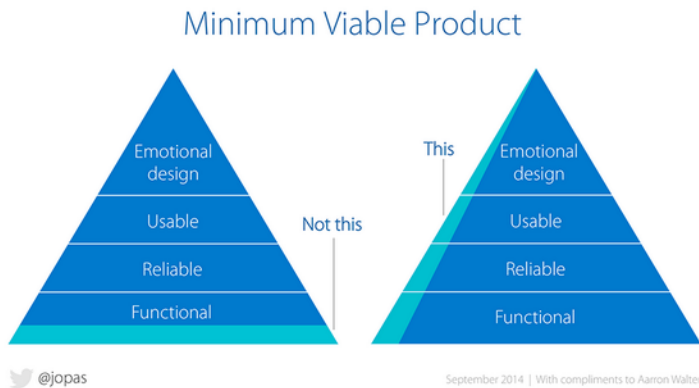 Minimum Viable Product
Emotional
design
Usable
Reliable
Functional
Not this
This
Emotional
design
Usable
Reliable
Functional
@jopas
September 2014 | With compliments to Aarron Walter